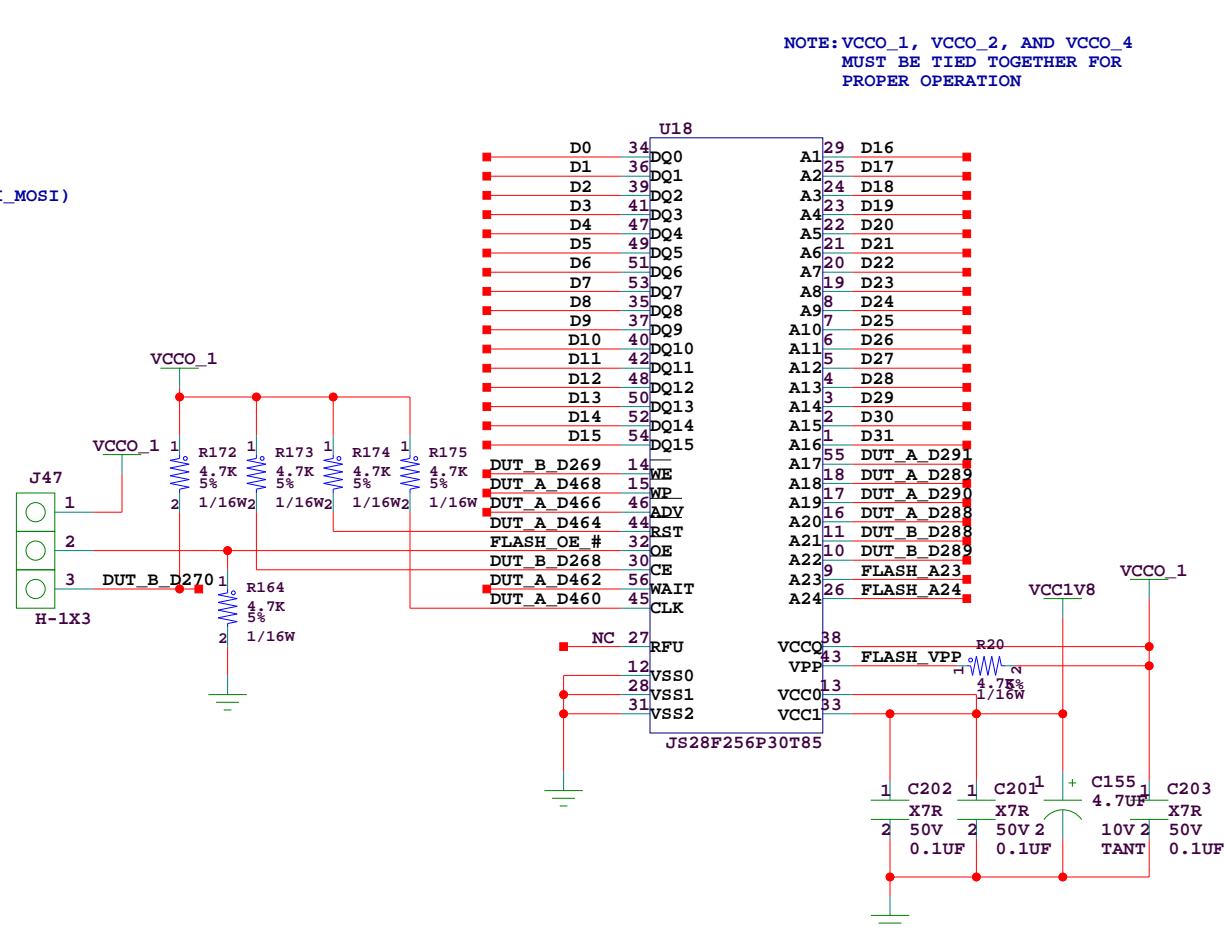 NOTE: VCCO_1, VCCO_2, AND VCCO_4
MUST BE TIED TOGETHER FOR
PROPER OPERATION
I_MOSI)
U18
D0 34 DQ0 A1 29 D16
D1 36 DQ1 A2 25 D17
D2 39 DQ2 A3 24 D18
D3 41 DQ3 A4 23 D19
D4 47 DQ4 A5 22 D20
D5 49 DQ5 A6 21 D21
D6 51 DQ6 A7 20 D22
D7 53 DQ7 A8 19 D23
D8 35 DQ8 A9 8 D24
D9 37 DQ9 A10 7 D25
D10 40 DQ10 A11 6 D26
D11 42 DQ11 A12 5 D27
D12 48 DQ12 A13 4 D28
D13 50 DQ13 A14 3 D29
D14 52 DQ14 A15 2 D30
D15 54 DQ15 A16 1 D31
A17 55 DUT_A_D291
DUT_B_D269 14 WE A18 18 DUT_A_D289
DUT_A_D468 15 WP A19 17 DUT_A_D290
DUT_A_D466 46 ADV A20 16 DUT_A_D288
DUT_A_D464 44 RST A21 11 DUT_B_D288
FLASH_OE_# 32 OE A22 10 DUT_B_D289
DUT_B_D268 30 CE A23 9 FLASH_A23
DUT_A_D462 56 WAIT A24 26 FLASH_A24
DUT_A_D460 45 CLK
NC 27 RFU VCCQ 38
VPP 43 FLASH_VPP
12 VSS0
28 VSS1 VCC0 13
31 VSS2 VCC1 33
JS28F256P30T85
VCCO_1
VCCO_1
1 R172 4.7K 5% 1/16W 2
1 R173 4.7K 5% 1/16W 2
1 R174 4.7K 5% 1/16W 2
1 R175 4.7K 5% 1/16W 2
J47
1
2
3 DUT_B_D270
H-1X3
1 R164
4.7K
5%
2 1/16W
VCC1V8
VCCO_1
R20
1 2
4.7K 5%
1/16W
1 C202
X7R
2 50V
0.1UF
1 C201
X7R
2 50V
0.1UF
1 + C155
4.7UF
2 10V
TANT
1 C203
X7R
2 50V
0.1UF